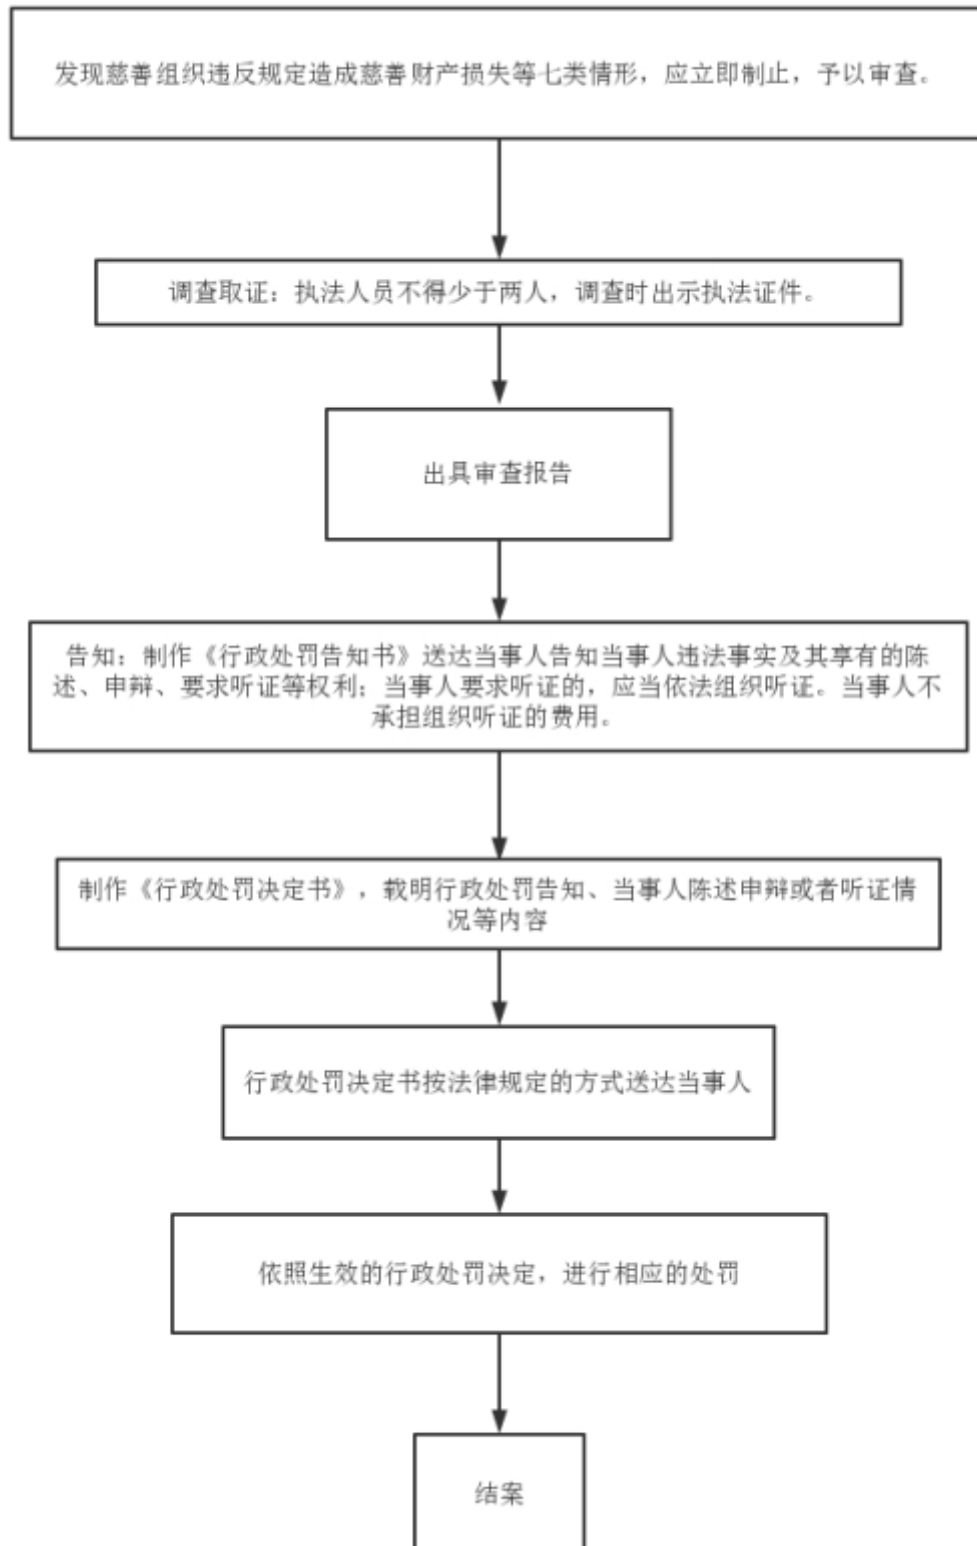 发现慈善组织违反规定造成慈善财产损失等七类情形，应立即制止，予以审查。
调查取证：执法人员不得少于两人，调查时出示执法证件。
出具审查报告
告知：制作《行政处罚告知书》送达当事人告知当事人违法事实及其享有的陈
述、申辩、要求听证等权利；当事人要求听证的，应当依法组织听证。当事人不
承担组织听证的费用。
制作《行政处罚决定书》，载明行政处罚告知、当事人陈述申辩或者听证情
况等内容
行政处罚决定书按法律规定的方式送达当事人
依照生效的行政处罚决定，进行相应的处罚
结案